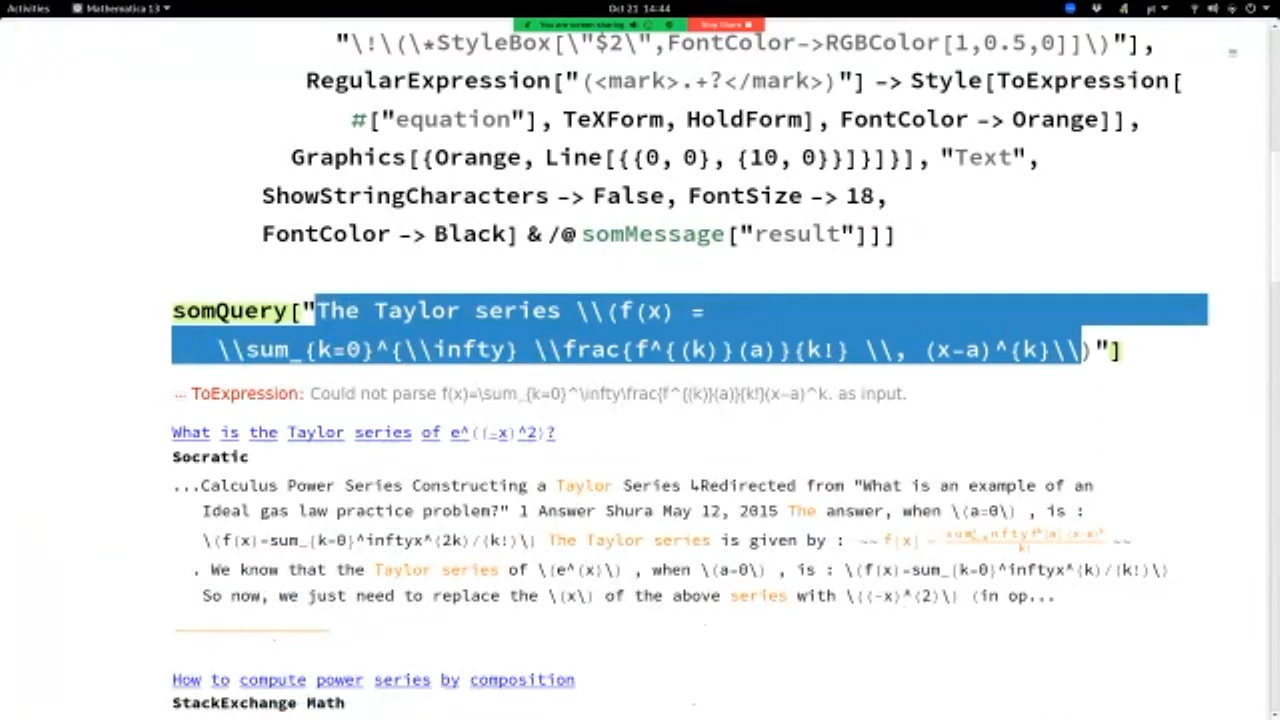 Activities Mathematica 13 Oct 21 14:44 pt
You are screen sharing Stop Share
"\!\(\*StyleBox[\"$2\",FontColor->RGBColor[1,0.5,0]]\)"],
RegularExpression["(<mark>.+?</mark>)"] -> Style[ToExpression[
#["equation"], TeXForm, HoldForm], FontColor -> Orange]],
Graphics[{Orange, Line[{{0, 0}, {10, 0}}]}]}], "Text",
ShowStringCharacters -> False, FontSize -> 18,
FontColor -> Black] & /@ somMessage["result"]]]
somQuery["The Taylor series \\(f(x) =
\\sum_{k=0}^{\\infty} \\frac{f^{(k)}(a)}{k!} \\, (x-a)^{k}\\)"]
... ToExpression: Could not parse f(x)=\sum_{k=0}^\infty\frac{f^{(k)}(a)}{k!}(x-a)^k. as input.
What is the Taylor series of e^((-x)^2)?
Socratic
...Calculus Power Series Constructing a Taylor Series ↳Redirected from "What is an example of an
Ideal gas law practice problem?" 1 Answer Shura May 12, 2015 The answer, when \(a=0\) , is :
\(f(x)=sum_{k=0}^inftyx^(2k)/(k!)\) The Taylor series is given by : ~~ f(x) = ~~
. We know that the Taylor series of \(e^(x)\) , when \(a=0\) , is : \(f(x)=sum_{k=0}^inftyx^(k)/(k!)\)
So now, we just need to replace the \(x\) of the above series with \((-x)^(2)\) (in op...
How to compute power series by composition
StackExchange Math